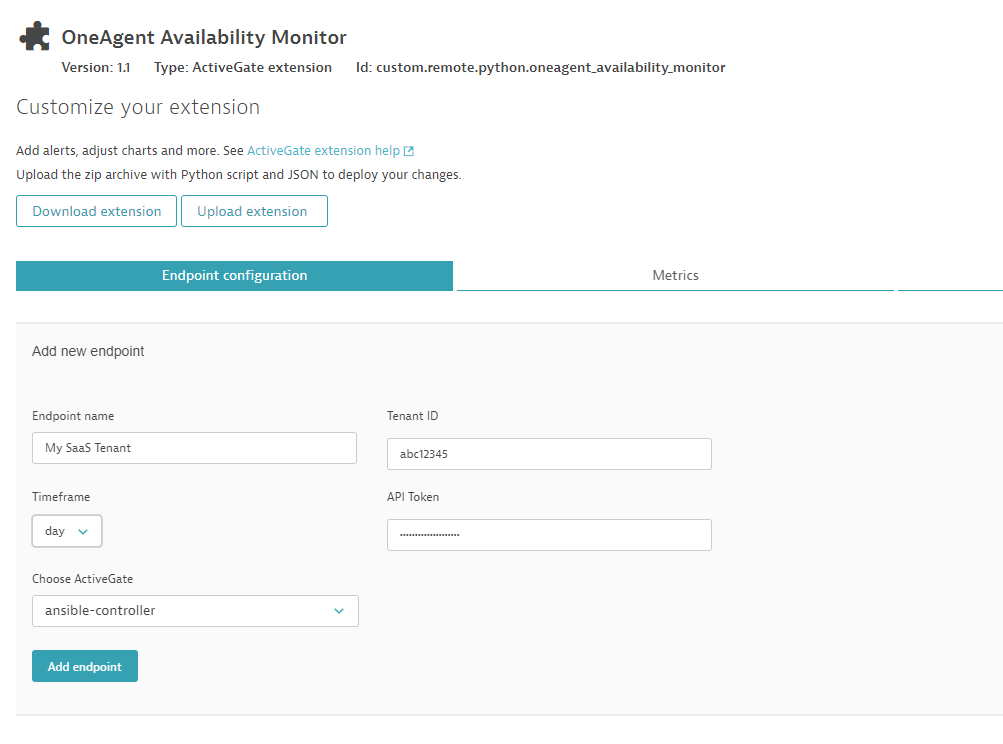 OneAgent Availability Monitor
Version: 1.1 Type: ActiveGate extension Id: custom.remote.python.oneagent_availability_monitor
Customize your extension
Add alerts, adjust charts and more. See ActiveGate extension help
Upload the zip archive with Python script and JSON to deploy your changes.
Download extension Upload extension
Endpoint configuration Metrics
Add new endpoint
Endpoint name Tenant ID
My SaaS Tenant abc12345
Timeframe API Token
day ••••••••••••••••••••
Choose ActiveGate
ansible-controller
Add endpoint